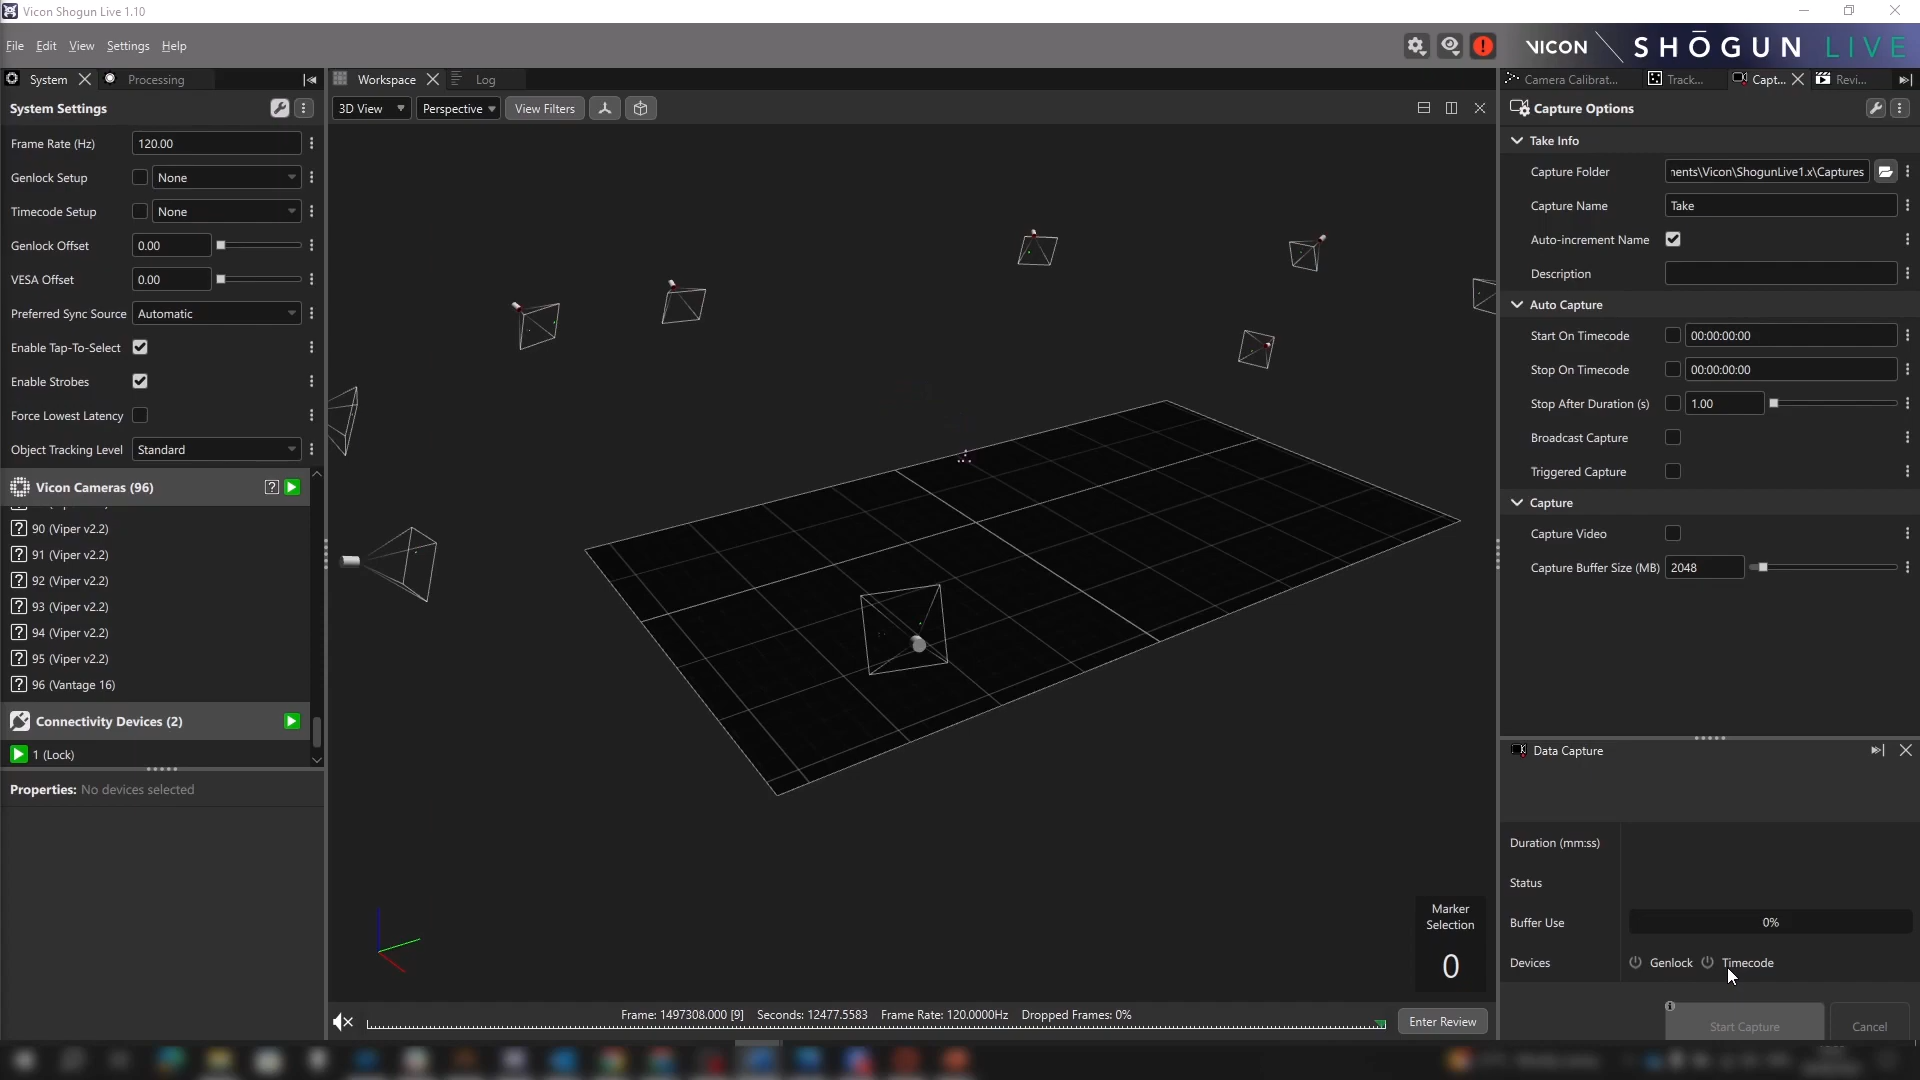 Vicon Shogun Live 1.10
File Edit View Settings Help
VICON SHŌGUN LIVE
System Processing
System Settings
Frame Rate (Hz) 120.00
Genlock Setup None
Timecode Setup None
Genlock Offset 0.00
VESA Offset 0.00
Preferred Sync Source Automatic
Enable Tap-To-Select
Enable Strobes
Force Lowest Latency
Object Tracking Level Standard
Vicon Cameras (96)
90 (Viper v2.2)
91 (Viper v2.2)
92 (Viper v2.2)
93 (Viper v2.2)
94 (Viper v2.2)
95 (Viper v2.2)
96 (Vantage 16)
Connectivity Devices (2)
1 (Lock)
Properties: No devices selected
Workspace Log
3D View Perspective View Filters
Marker
Selection
0
Frame: 1497308.000 [9] Seconds: 12477.5583 Frame Rate: 120.0000Hz Dropped Frames: 0%
Enter Review
Camera Calibrat... Track... Capt... Revi...
Capture Options
Take Info
Capture Folder nents\Vicon\ShogunLive1.x\Captures
Capture Name Take
Auto-increment Name
Description
Auto Capture
Start On Timecode 00:00:00:00
Stop On Timecode 00:00:00:00
Stop After Duration (s) 1.00
Broadcast Capture
Triggered Capture
Capture
Capture Video
Capture Buffer Size (MB) 2048
Data Capture
Duration (mm:ss)
Status
Buffer Use 0%
Devices Genlock Timecode
Start Capture Cancel